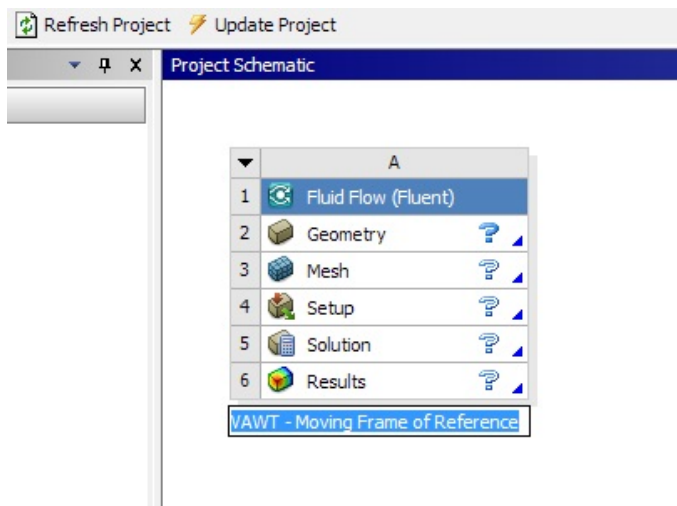 Refresh Project Update Project
Project Schematic
A
1 Fluid Flow (Fluent)
2 Geometry ?
3 Mesh ?
4 Setup ?
5 Solution ?
6 Results ?
VAWT - Moving Frame of Reference